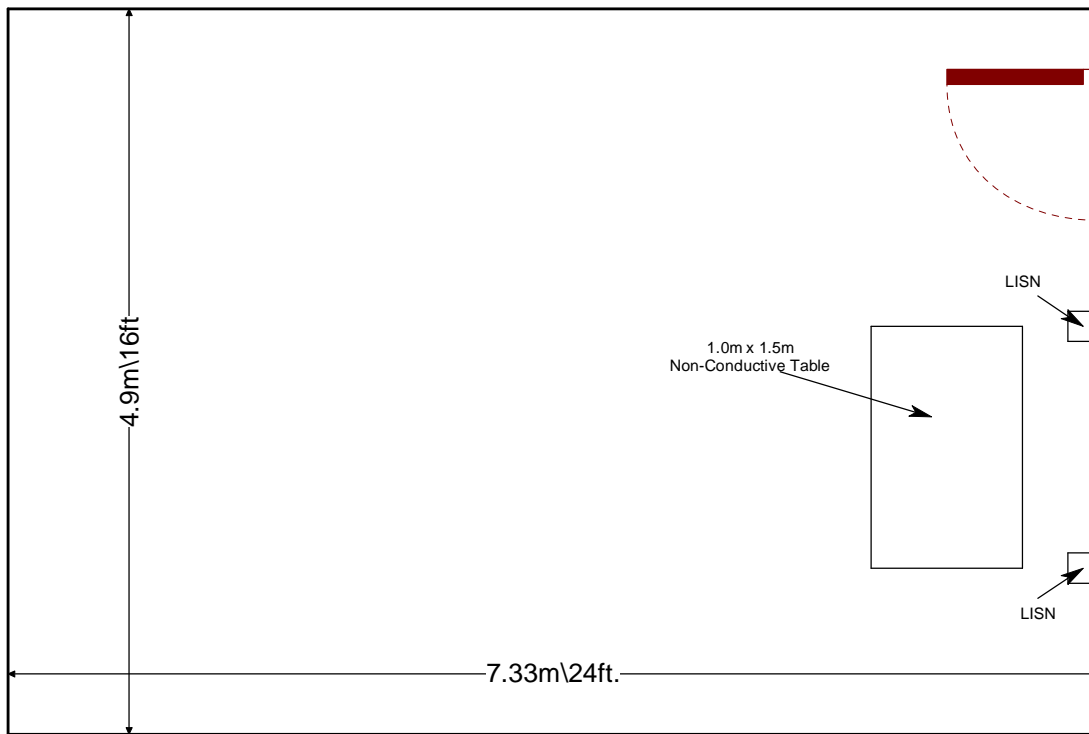 LISN
4.9m\16ft
1.0m x 1.5m
Non-Conductive Table
LISN
7.33m\24ft.